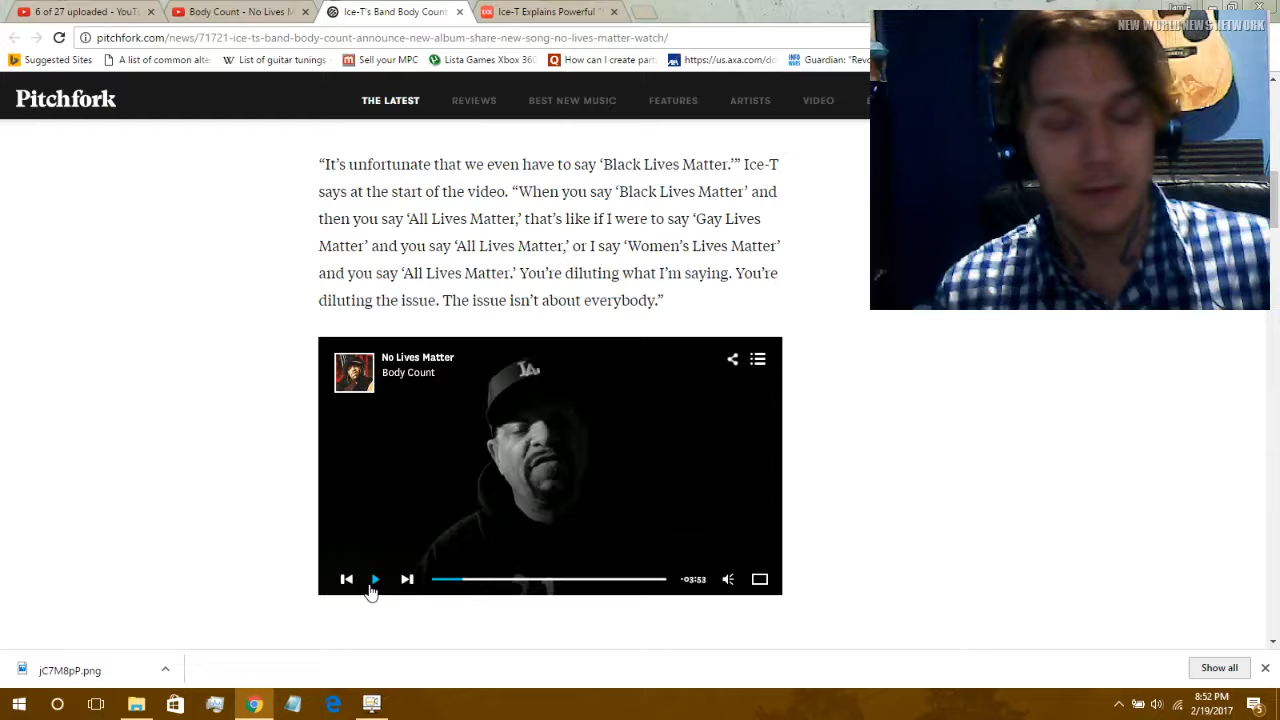 6 of 27 uploaded - YouT
Body Count - No Lives M
Ice-T's Band Body Count
Ice-T Explains Powerful "
pitchfork.com/news/71721-ice-ts-band-body-count-announce-new-album-share-new-song-no-lives-matter-watch/
Suggested Sites
A list of common alte
List of guitar tunings
Sell your MPC
Lista James Xbox 360
How can I create part
https://us.axa.com/do
Guardian: "Revo
NEW WORLD NEWS NETWORK
Pitchfork
THE LATEST
REVIEWS
BEST NEW MUSIC
FEATURES
ARTISTS
VIDEO
“It’s unfortunate that we even have to say ‘Black Lives Matter.’” Ice-T
says at the start of the video. “When you say ‘Black Lives Matter’ and
then you say ‘All Lives Matter,’ that’s like if I were to say ‘Gay Lives
Matter’ and you say ‘All Lives Matter,’ or I say ‘Women’s Lives Matter’
and you say ‘All Lives Matter.’ You’re diluting what I’m saying. You’re
diluting the issue. The issue isn’t about everybody.”
No Lives Matter
Body Count
LA
-03:53
jC7M8pP.png
Show all
8:52 PM
2/19/2017
5